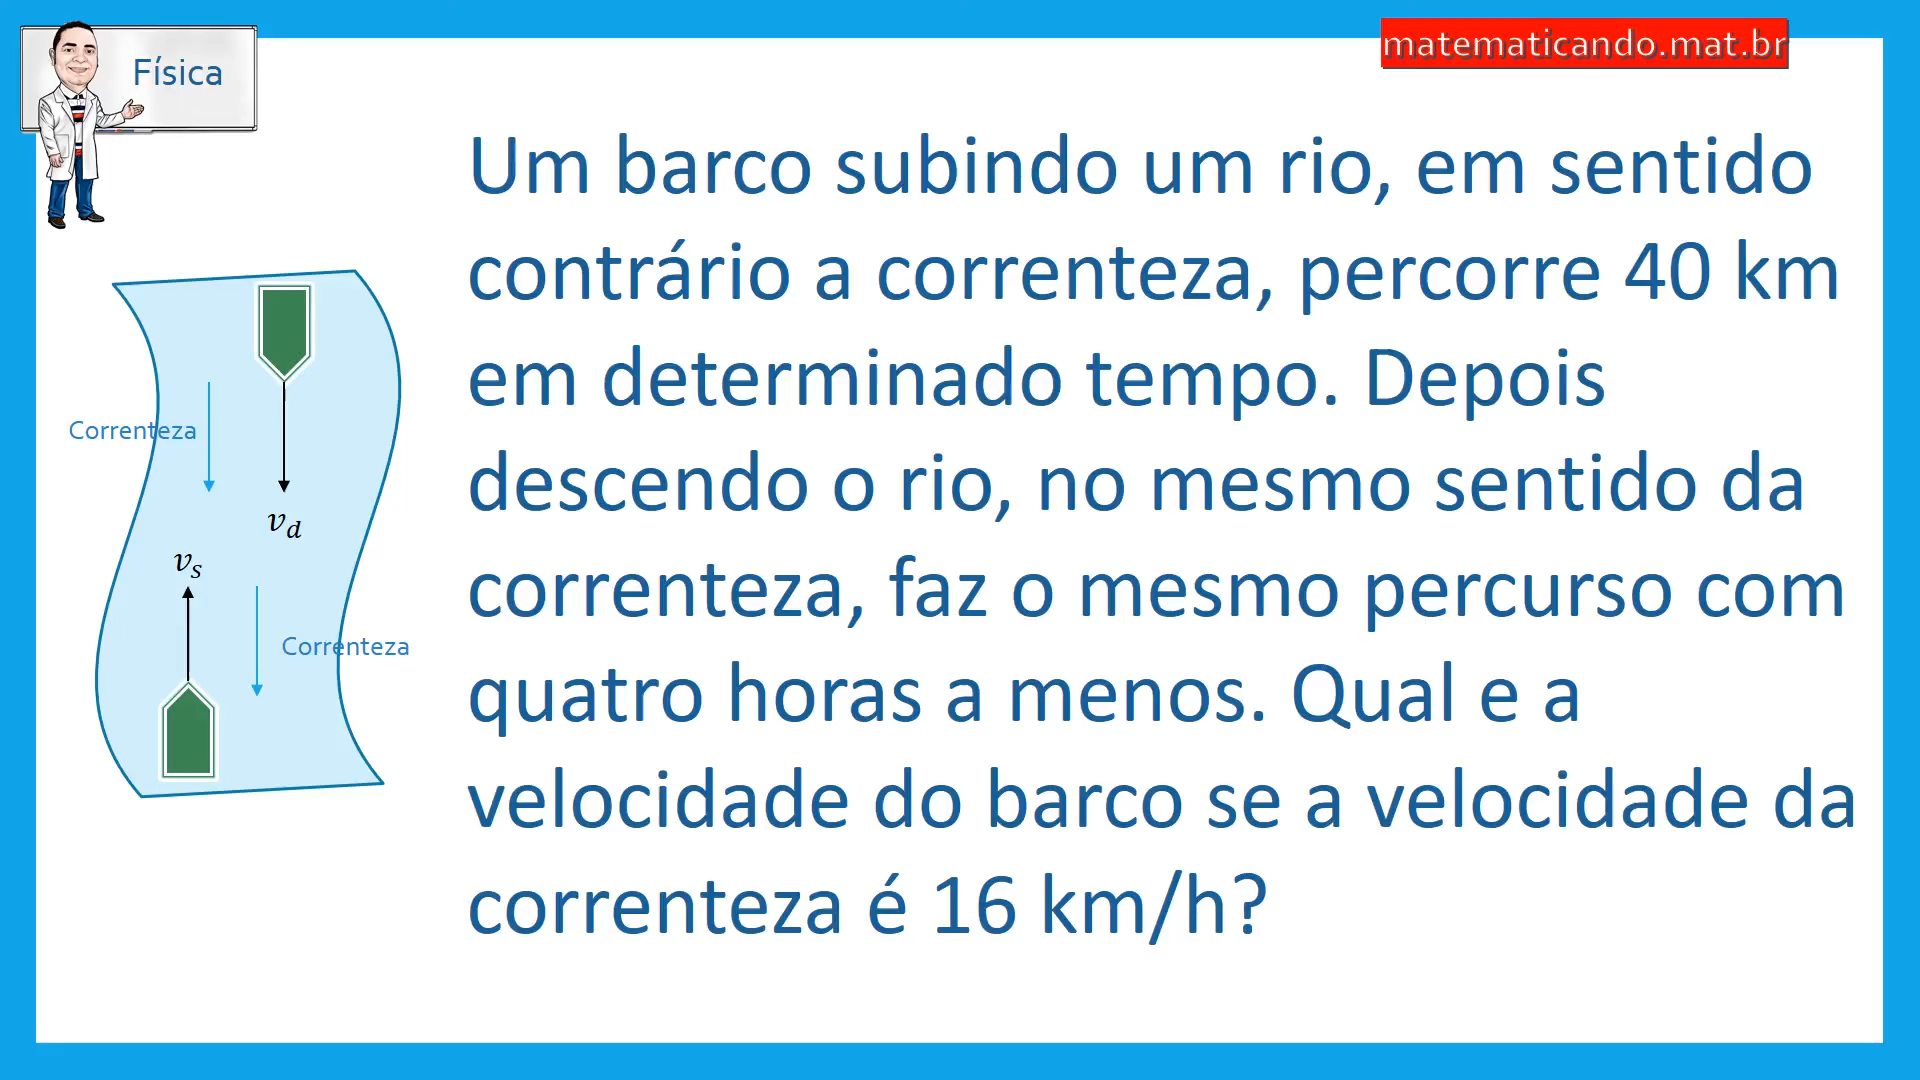 Física
matematicando.mat.br
Um barco subindo um rio, em sentido
contrário a correnteza, percorre 40 km
em determinado tempo. Depois
descendo o rio, no mesmo sentido da
correnteza, faz o mesmo percurso com
quatro horas a menos. Qual e a
velocidade do barco se a velocidade da
correnteza é 16 km/h?
Correnteza
v_d
v_s
Correnteza